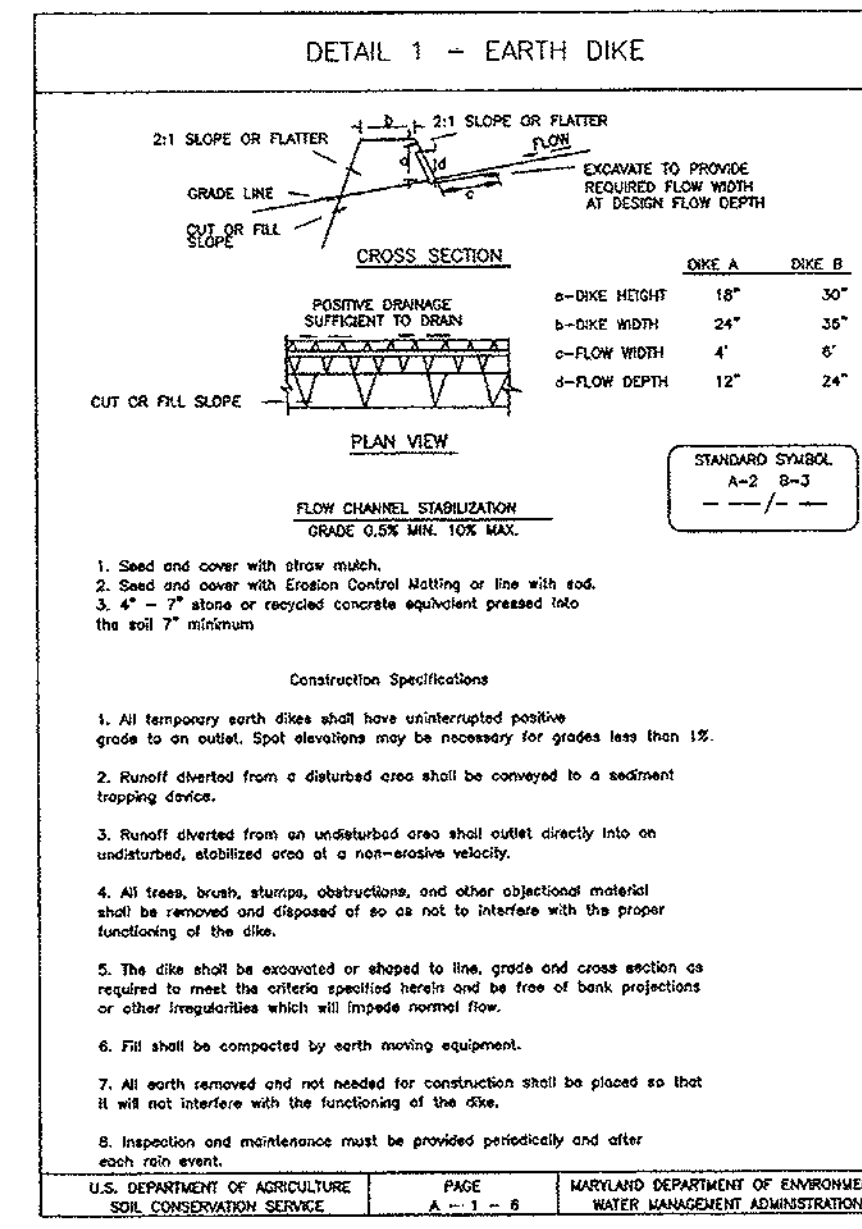 DETAIL 1 - EARTH DIKE
2:1 SLOPE OR FLATTER
b
2:1 SLOPE OR FLATTER
FLOW
a
d
c
EXCAVATE TO PROVIDE
REQUIRED FLOW WIDTH
AT DESIGN FLOW DEPTH
GRADE LINE
CUT OR FILL
SLOPE
CROSS SECTION
DIKE A DIKE B
a-DIKE HEIGHT 18" 30"
b-DIKE WIDTH 24" 36"
c-FLOW WIDTH 4' 6'
d-FLOW DEPTH 12" 24"
POSITIVE DRAINAGE
SUFFICIENT TO DRAIN
CUT OR FILL SLOPE
PLAN VIEW
STANDARD SYMBOL
A-2 B-3
— —/- —
FLOW CHANNEL STABILIZATION
GRADE 0.5% MIN. 10% MAX.
1. Seed and cover with straw mulch.
2. Seed and cover with Erosion Control Matting or line with sod.
3. 4" - 7" stone or recycled concrete equivalent pressed into
the soil 7" minimum
Construction Specifications
1. All temporary earth dikes shall have uninterrupted positive
grade to an outlet. Spot elevations may be necessary for grades less than 1%.
2. Runoff diverted from a disturbed area shall be conveyed to a sediment
trapping device.
3. Runoff diverted from an undisturbed area shall outlet directly into an
undisturbed, stabilized area at a non-erosive velocity.
4. All trees, brush, stumps, obstructions, and other objectional material
shall be removed and disposed of so as not to interfere with the proper
functioning of the dike.
5. The dike shall be excavated or shaped to line, grade and cross section as
required to meet the criteria specified herein and be free of bank projections
or other irregularities which will impede normal flow.
6. Fill shall be compacted by earth moving equipment.
7. All earth removed and not needed for construction shall be placed so that
it will not interfere with the functioning of the dike.
8. Inspection and maintenance must be provided periodically and after
each rain event.
U.S. DEPARTMENT OF AGRICULTURE
SOIL CONSERVATION SERVICE
PAGE
A - 1 - 6
MARYLAND DEPARTMENT OF ENVIRONME
WATER MANAGEMENT ADMINISTRATION